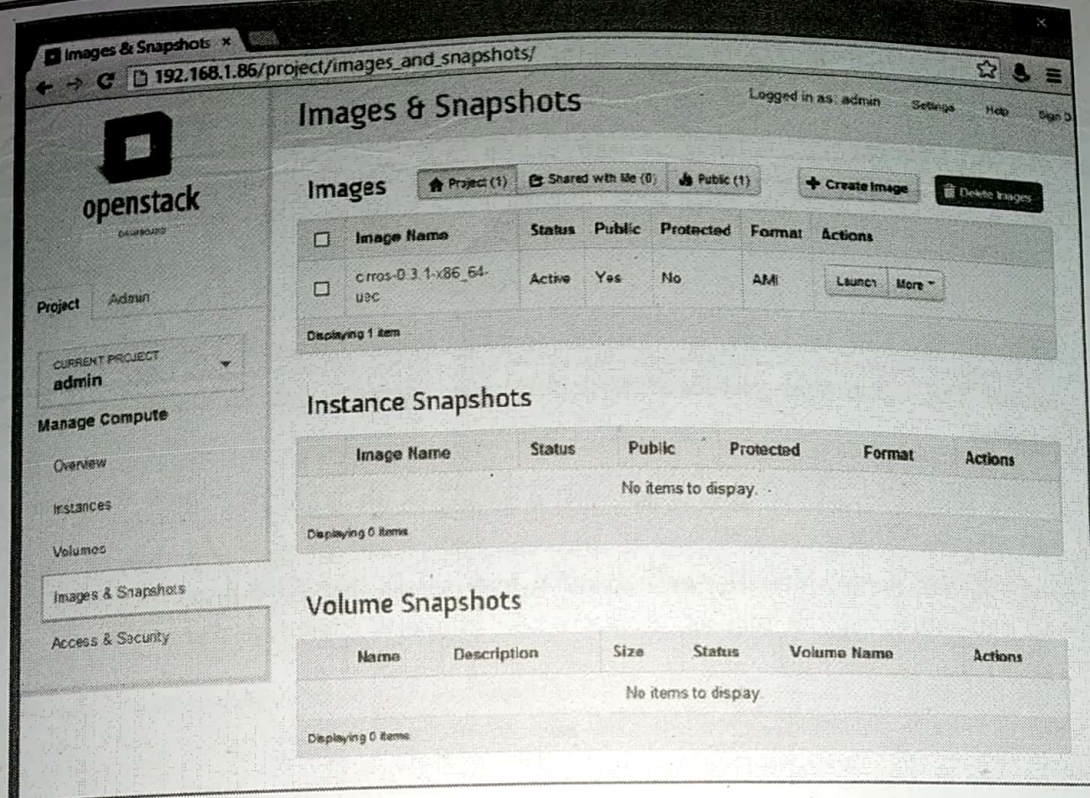 Images & Snapshots ×
192.168.1.86/project/images_and_snapshots/
openstack
DASHBOARD
Project
Admin
CURRENT PROJECT
admin
Manage Compute
Overview
Instances
Volumes
Images & Snapshots
Access & Security
Images & Snapshots
Logged in as: admin
Settings
Help
Sign O
Images
Project (1)
Shared with Me (0)
Public (1)
+ Create Image
Delete Images
Image Name Status Public Protected Format Actions
cirros-0.3.1-x86_64- Active Yes No AMI Launch More
uec
Displaying 1 item
Instance Snapshots
Image Name Status Public Protected Format Actions
No items to display.
Displaying 0 items
Volume Snapshots
Name Description Size Status Volume Name Actions
No items to display.
Displaying 0 items